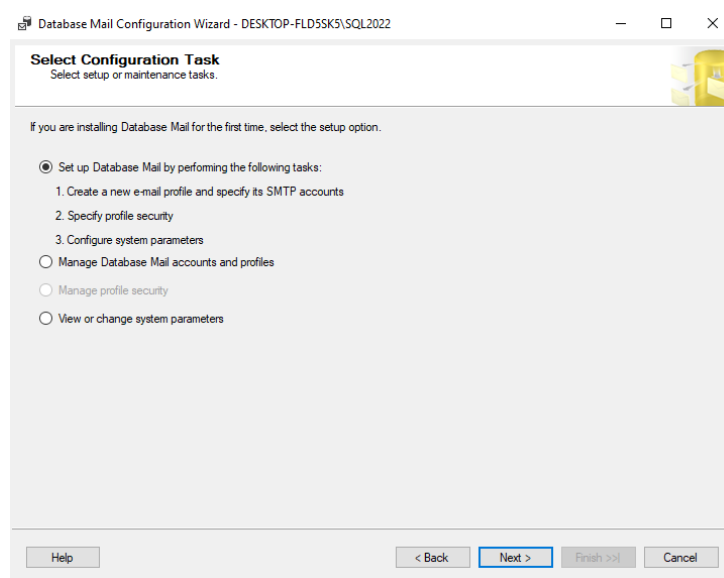 Database Mail Configuration Wizard - DESKTOP-FLD5SK5\SQL2022
Select Configuration Task
Select setup or maintenance tasks.
If you are installing Database Mail for the first time, select the setup option.
Set up Database Mail by performing the following tasks:
1. Create a new e-mail profile and specify its SMTP accounts
2. Specify profile security
3. Configure system parameters
Manage Database Mail accounts and profiles
Manage profile security
View or change system parameters
Help < Back Next > Finish >>| Cancel